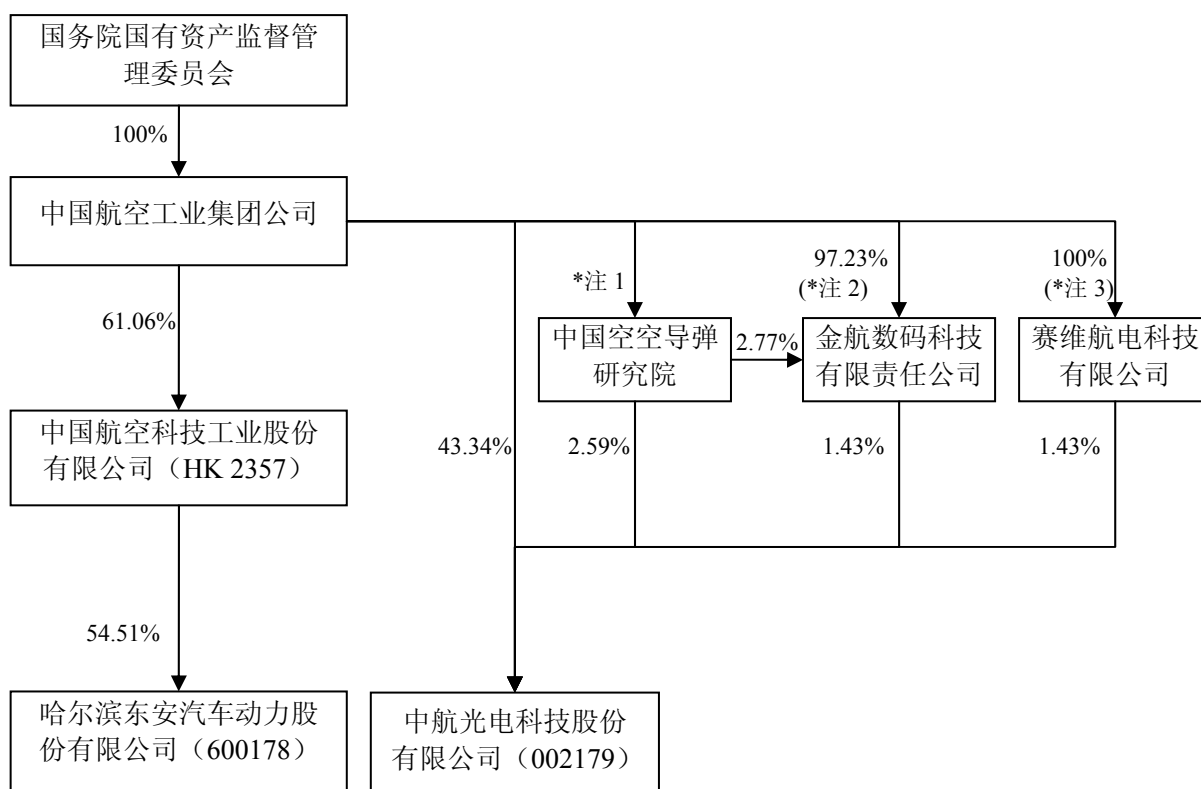 国务院国有资产监督管
理委员会
100%
中国航空工业集团公司
*注 1
97.23%
(*注 2)
100%
(*注 3)
61.06%
中国空空导弹
研究院
2.77%
金航数码科技
有限责任公司
赛维航电科技
有限公司
中国航空科技工业股份
有限公司（HK 2357）
43.34%
2.59%
1.43%
1.43%
54.51%
哈尔滨东安汽车动力股
份有限公司（600178）
中航光电科技股份
有限公司（002179）